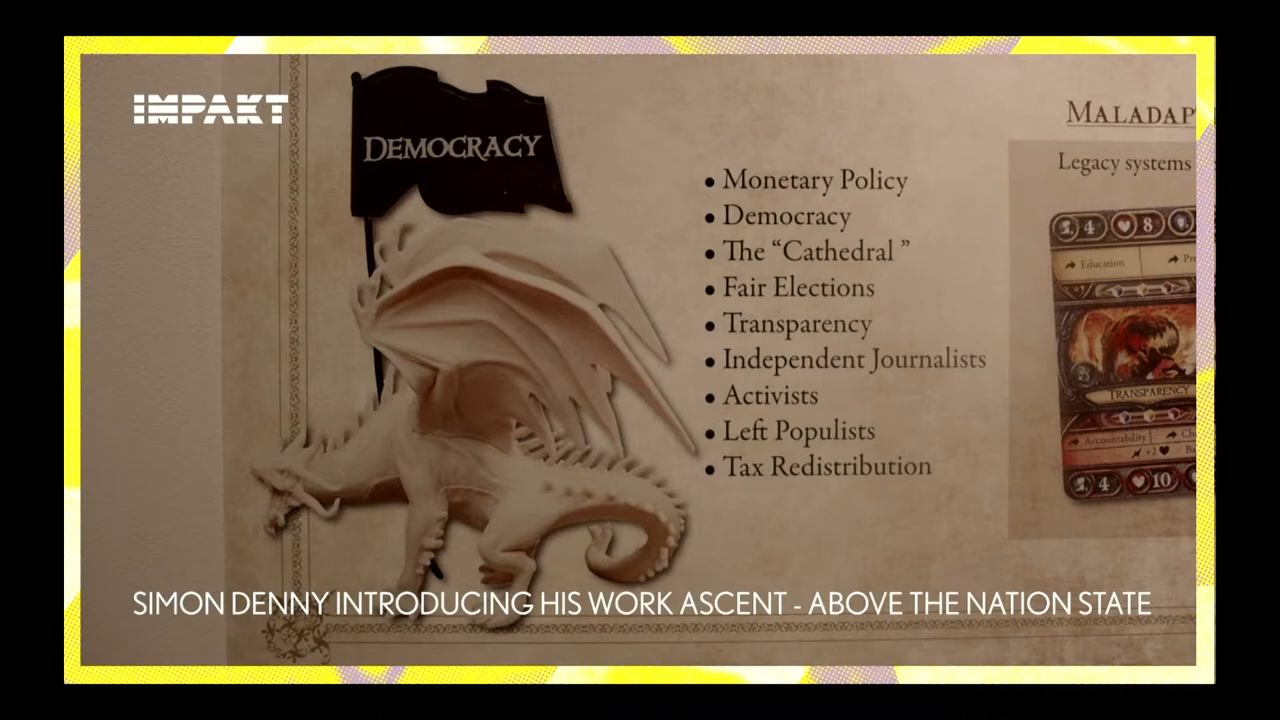 IMPAKT
DEMOCRACY
• Monetary Policy
• Democracy
• The “Cathedral ”
• Fair Elections
• Transparency
• Independent Journalists
• Activists
• Left Populists
• Tax Redistribution
MALADAP
Legacy systems
4 8
Education
TRANSPARENCY
Accountability
+2
4 10
SIMON DENNY INTRODUCING HIS WORK ASCENT - ABOVE THE NATION STATE